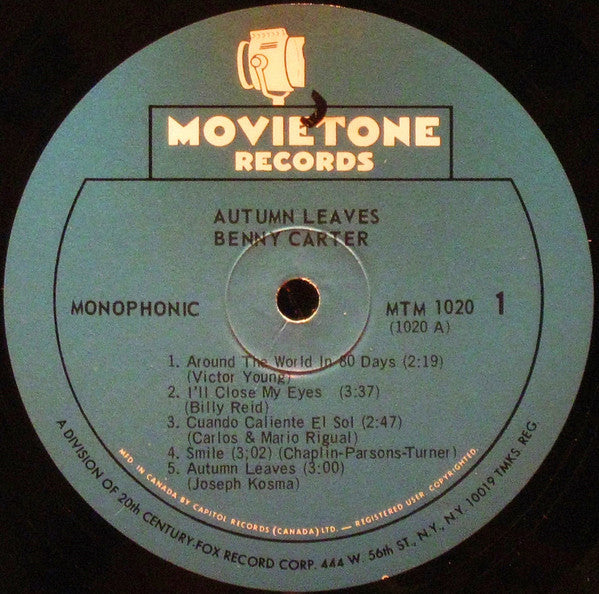 MOVIETONE
RECORDS
AUTUMN LEAVES
BENNY CARTER
MONOPHONIC
MTM 1020 1
(1020 A)
1. Around The World In 80 Days (2:19)
(Victor Young)
2. I'll Close My Eyes (3:37)
(Billy Reid)
3. Cuando Caliente El Sol (2:47)
(Carlos & Mario Rigual)
4. Smile (3;02) (Chaplin-Parsons-Turner)
5. Autumn Leaves (3:00)
(Joseph Kosma)
MFD. IN CANADA BY CAPITOL RECORDS (CANADA) LTD. — REGISTERED USER. COPYRIGHTED.
A DIVISION OF 20th CENTURY-FOX RECORD CORP. 444 W. 56th ST., N.Y., N.Y. 10019 TMKS. REG